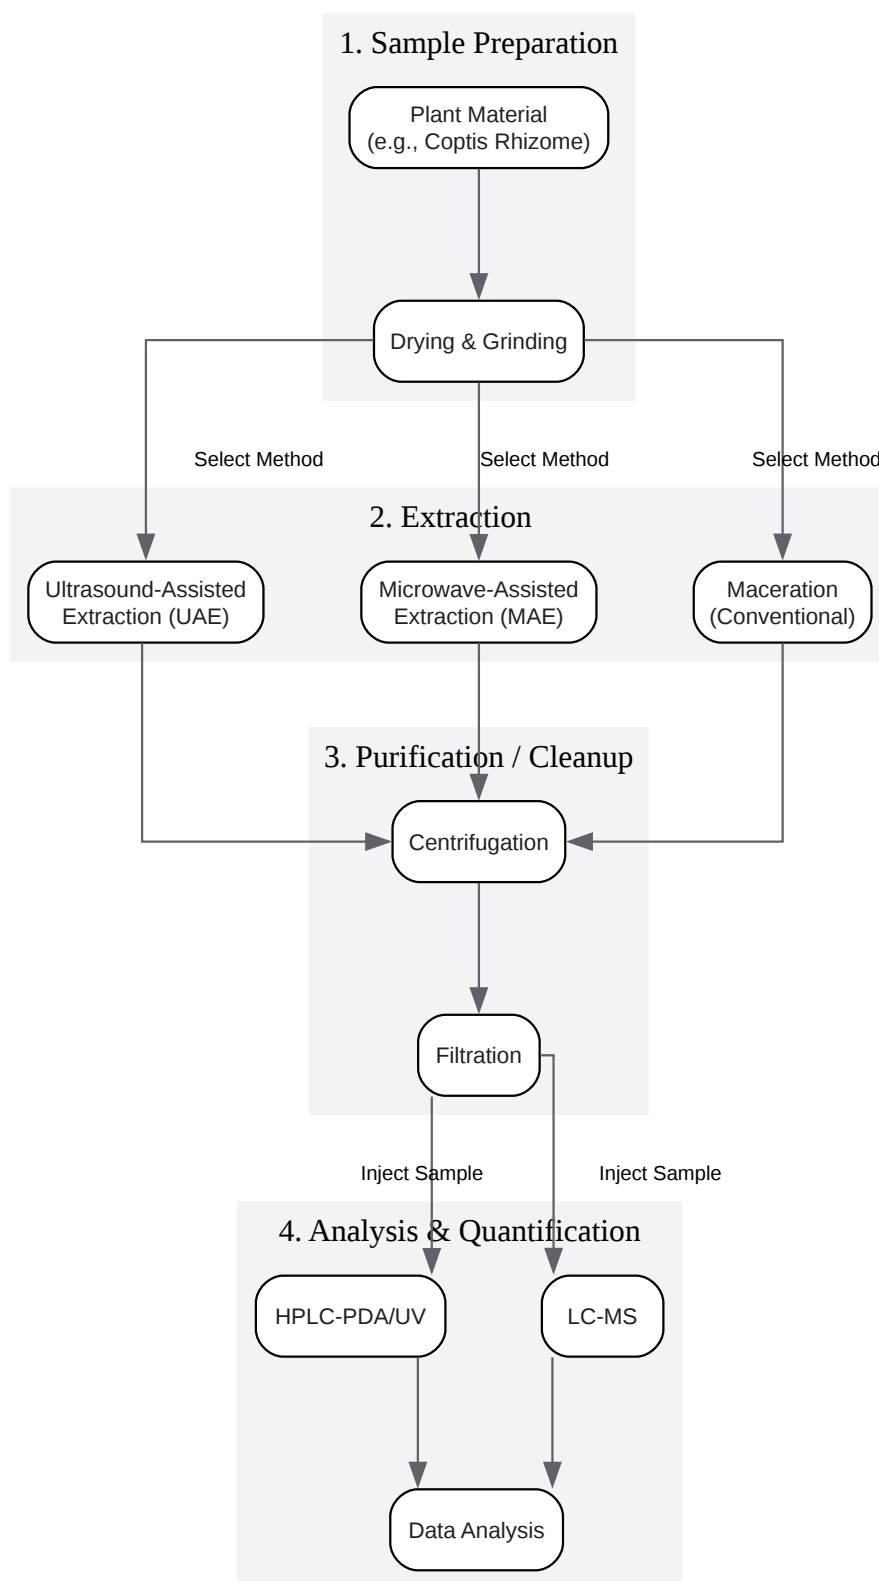 1. Sample Preparation
Plant Material
(e.g., Coptis Rhizome)
Drying & Grinding
Select Method
Select Method
Select Method
2. Extraction
Ultrasound-Assisted
Extraction (UAE)
Microwave-Assisted
Extraction (MAE)
Maceration
(Conventional)
3. Purification / Cleanup
Centrifugation
Filtration
Inject Sample
Inject Sample
4. Analysis & Quantification
HPLC-PDA/UV
LC-MS
Data Analysis